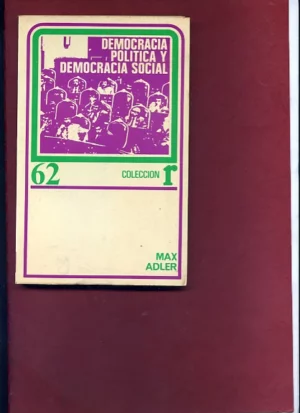 DEMOCRACIA
POLITICA Y
DEMOCRACIA SOCIAL
62
COLECCION r
MAX
ADLER